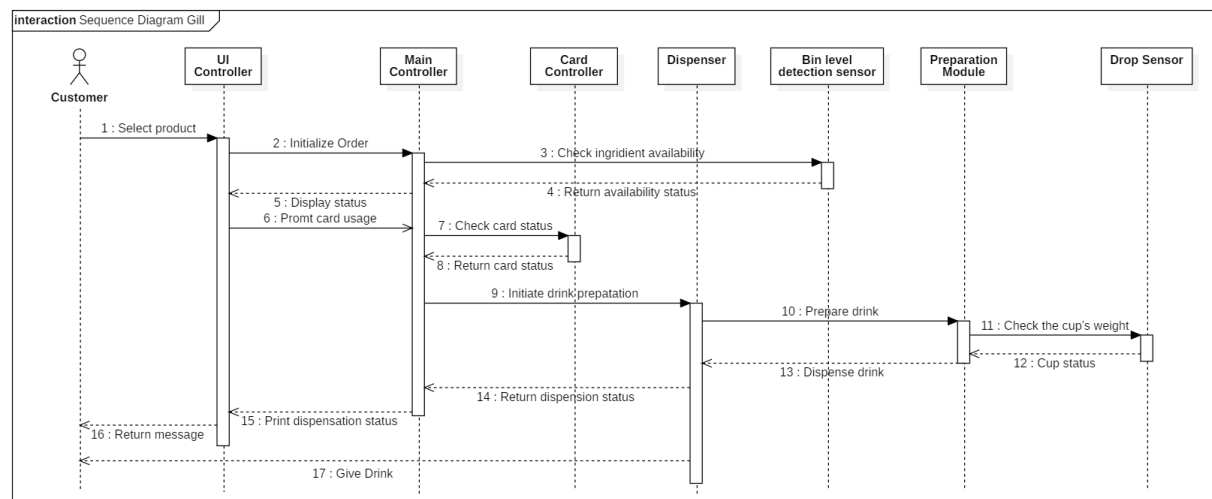 interaction Sequence Diagram Gill
Customer
UI
Controller
Main
Controller
Card
Controller
Dispenser
Bin level
detection sensor
Preparation
Module
Drop Sensor
1 : Select product
2 : Initialize Order
3 : Check ingridient availability
4 : Return availability status
5 : Display status
6 : Promt card usage
7 : Check card status
8 : Return card status
9 : Initiate drink prepatation
10 : Prepare drink
11 : Check the cup's weight
12 : Cup status
13 : Dispense drink
14 : Return dispension status
15 : Print dispensation status
16 : Return message
17 : Give Drink